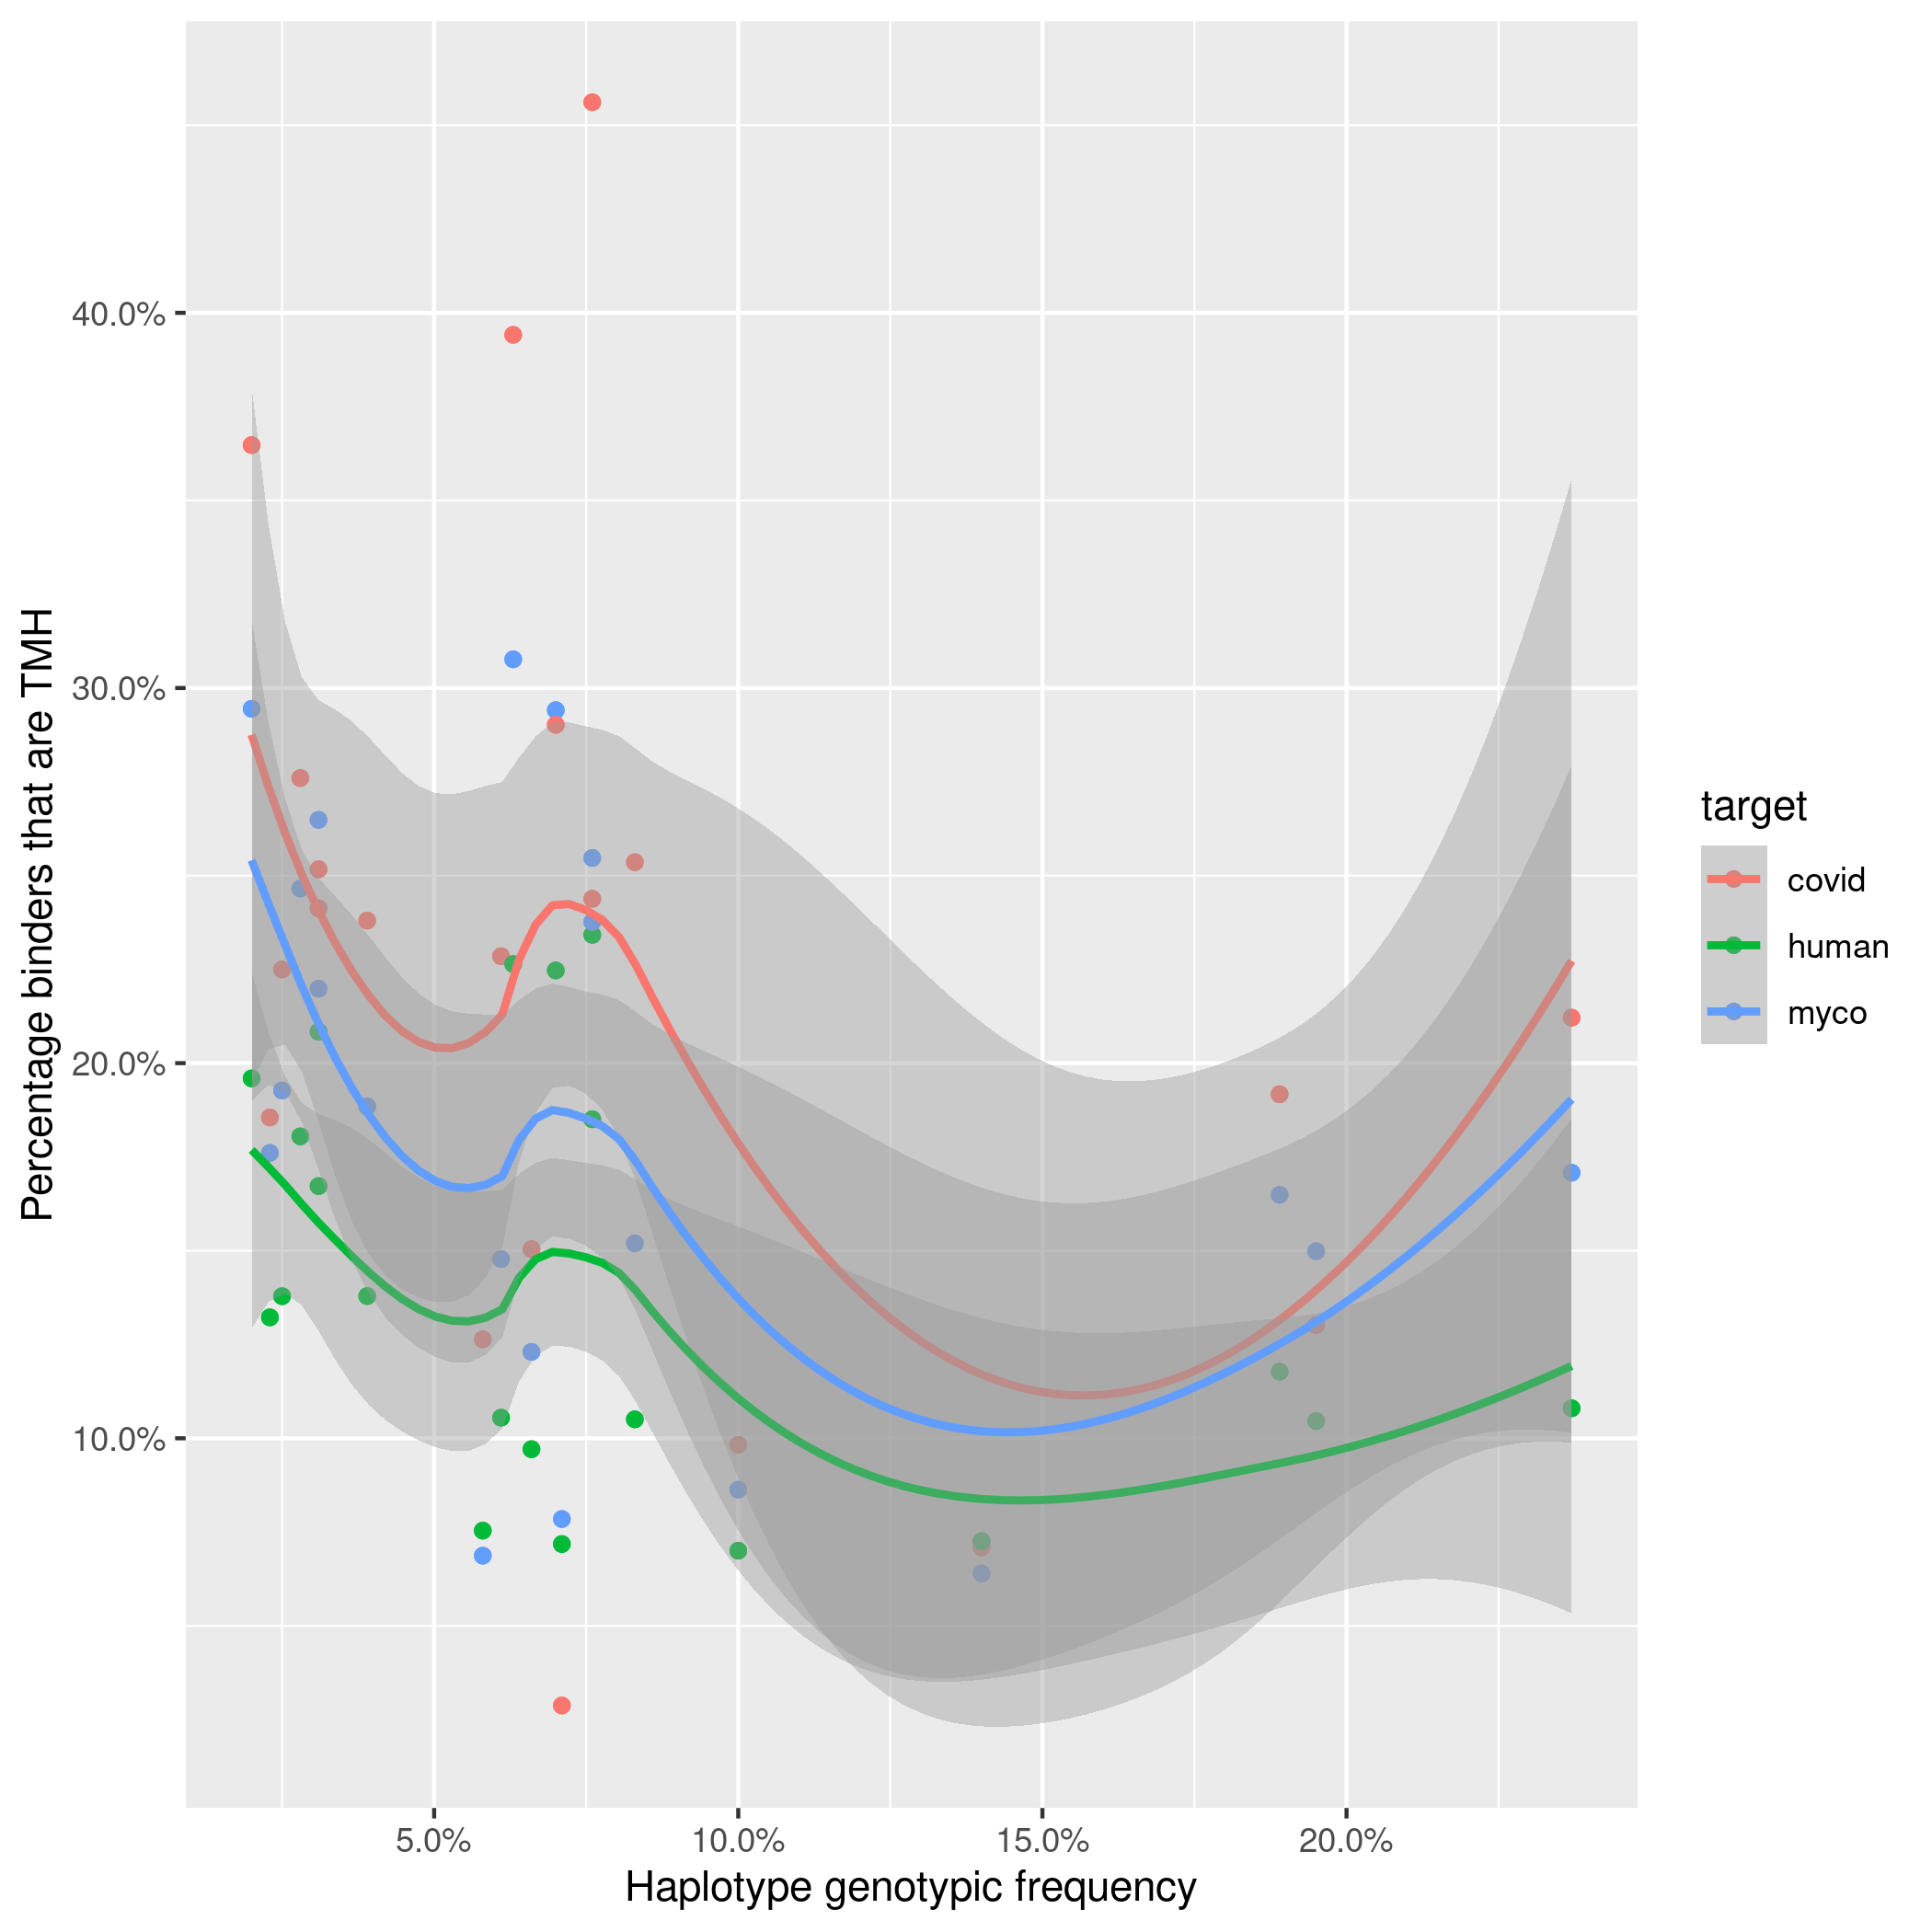 Percentage binders that are TMH
40.0%
30.0%
20.0%
10.0%
5.0%
10.0%
15.0%
20.0%
Haplotype genotypic frequency
target
covid
human
myco